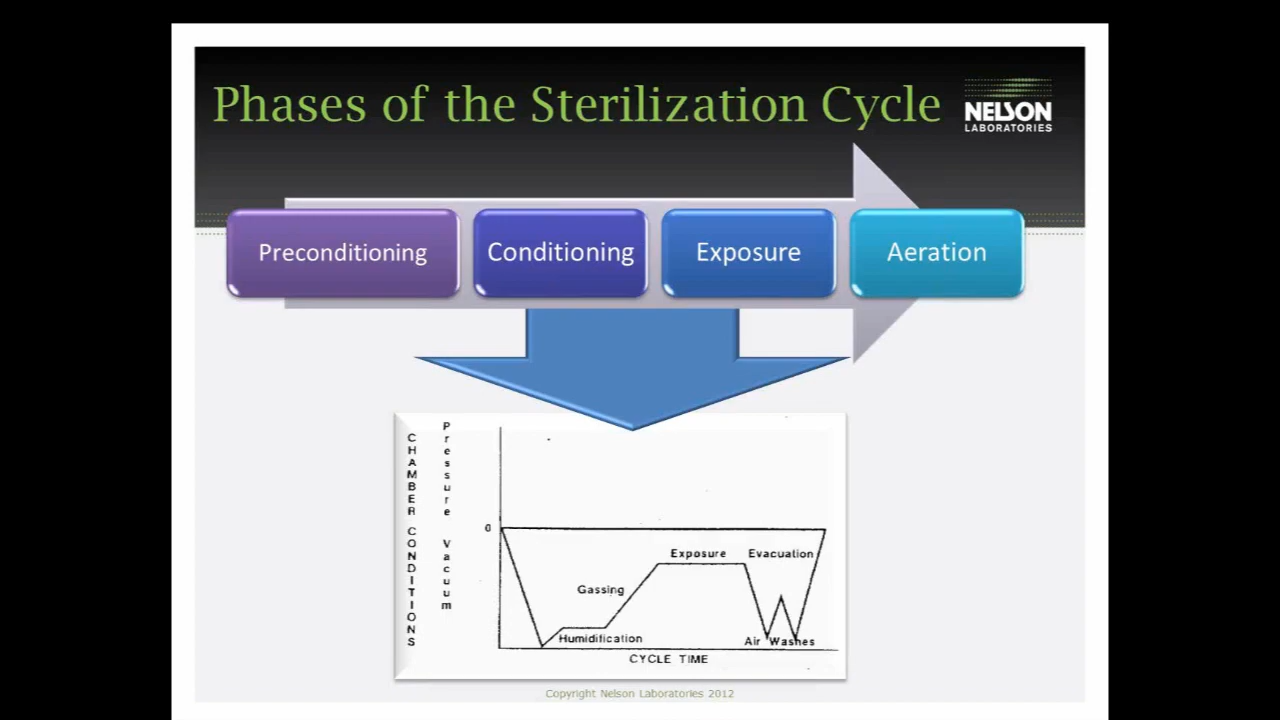 Phases of the Sterilization Cycle
NELSON
LABORATORIES
Preconditioning
Conditioning
Exposure
Aeration
CHAMBER CONDITIONS
Pressure
Vacuum
0
Exposure
Evacuation
Gassing
Humidification
Air Washes
CYCLE TIME
Copyright Nelson Laboratories 2012